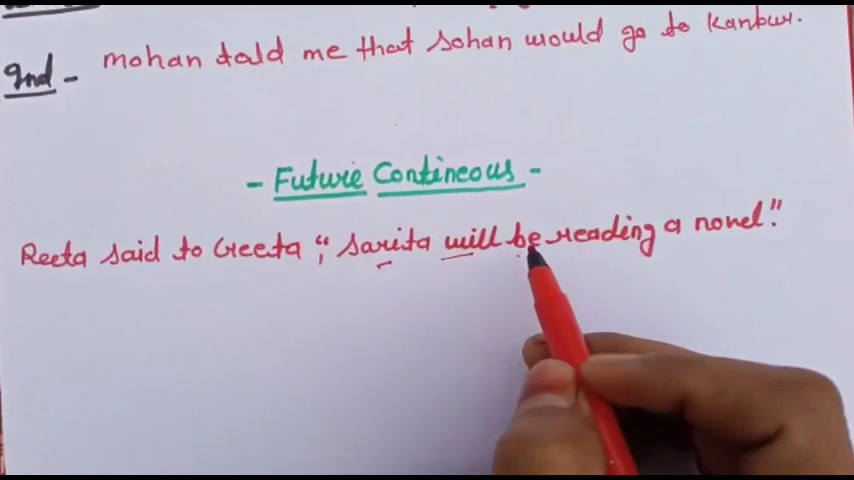 Ind - mohan told me that sohan would go to Kanpur.
- Future Contineous -
Reeta said to Geeta, "Sarita will be reading a novel."